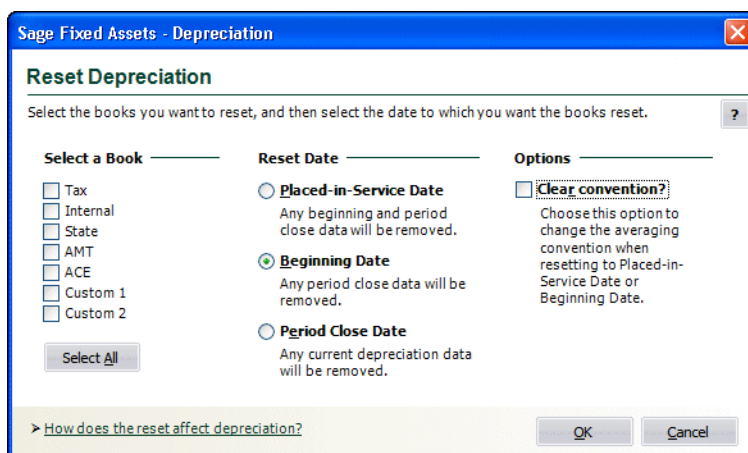 Sage Fixed Assets - Depreciation
Reset Depreciation
Select the books you want to reset, and then select the date to which you want the books reset.
?
Select a Book
Tax
Internal
State
AMT
ACE
Custom 1
Custom 2
Select All
Reset Date
Placed-in-Service Date
Any beginning and period
close data will be removed.
Beginning Date
Any period close data will be
removed.
Period Close Date
Any current depreciation data
will be removed.
Options
Clear convention?
Choose this option to
change the averaging
convention when
resetting to Placed-in-
Service Date or
Beginning Date.
How does the reset affect depreciation?
OK
Cancel